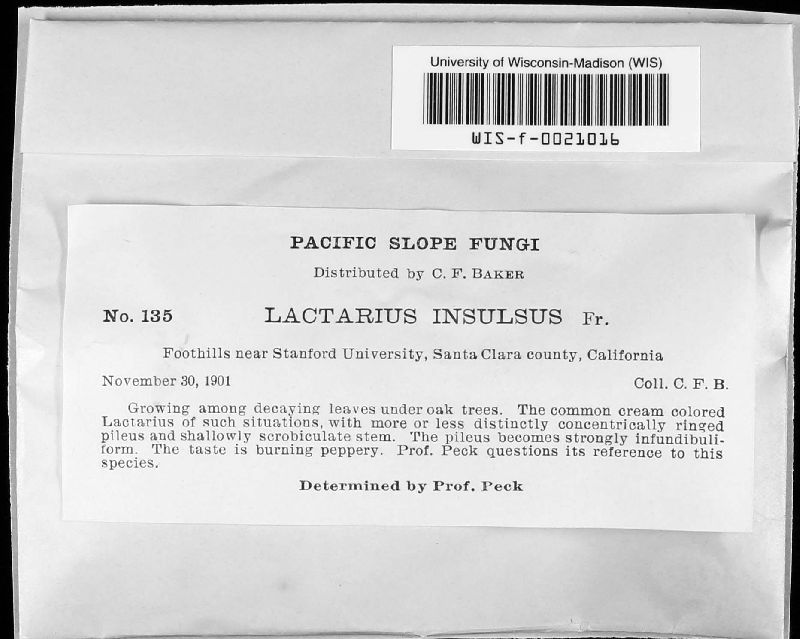 University of Wisconsin-Madison (WIS)
WIS-f-0021016
PACIFIC SLOPE FUNGI
Distributed by C. F. BAKER
No. 135 LACTARIUS INSULSUS Fr.
Foothills near Stanford University, Santa Clara county, California
November 30, 1901 Coll. C. F. B.
Growing among decaying leaves under oak trees. The common cream colored
Lactarius of such situations, with more or less distinctly concentrically ringed
pileus and shallowly scrobiculate stem. The pileus becomes strongly infundibuli-
form. The taste is burning peppery. Prof. Peck questions its reference to this
species.
Determined by Prof. Peck